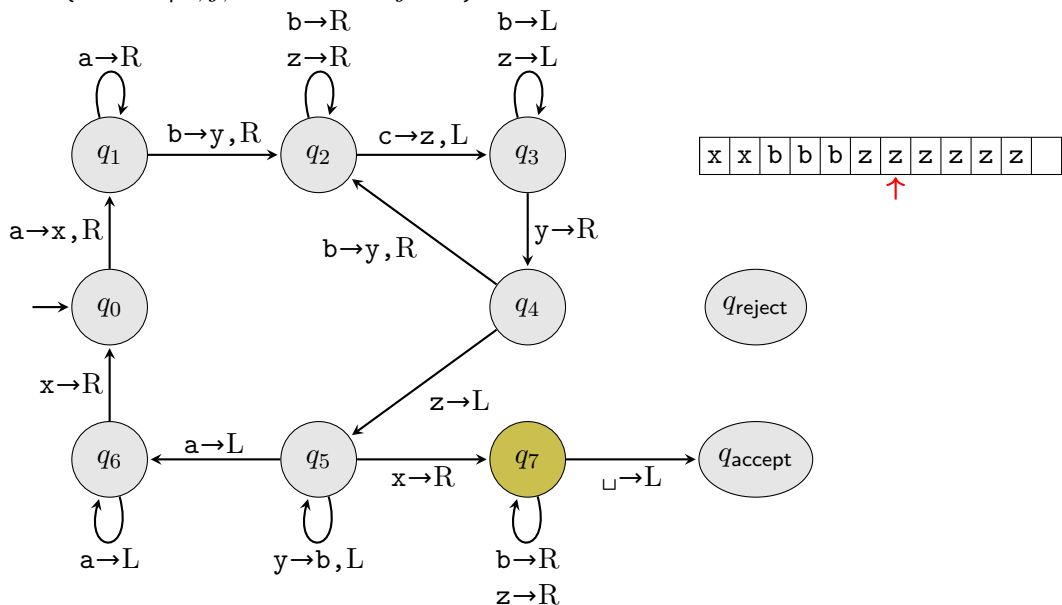 b→R b→L
a→R z→R z→L
q1 b→y,R q2 c→z,L q3
x x b b b z z z z z z
↑
a→x,R b→y,R y→R
q0 q4 qreject
x→R z→L
q6 a→L q5 x→R q7 ␣→L qaccept
a→L y→b,L b→R
z→R